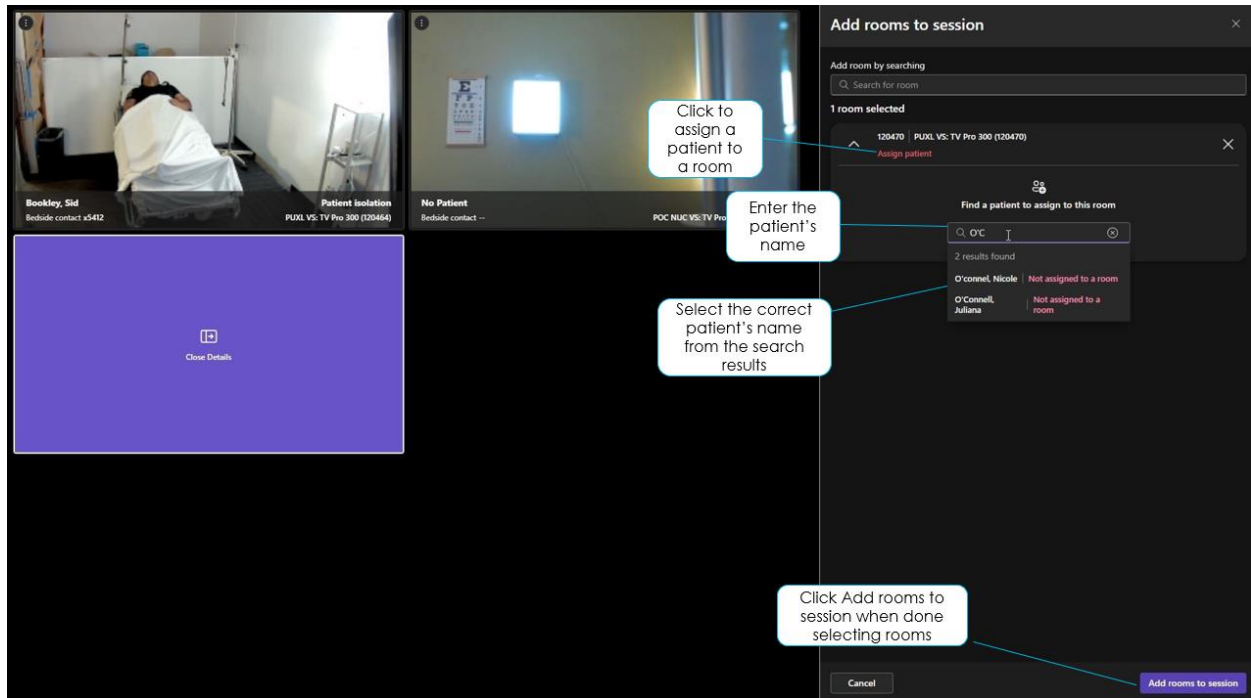 Bookley, Sid
Patient isolation
Bedside contact x5412
PUXL VS: TV Pro 300 (120464)
No Patient
Bedside contact --
POC NUC VS: TV Pro
Close Details
Add rooms to session
Add room by searching
Search for room
1 room selected
120470 | PUXL VS: TV Pro 300 (120470)
Assign patient
Find a patient to assign to this room
O'C
2 results found
O'connel, Nicole | Not assigned to a room
O'Connell,
Juliana
Not assigned to a
room
Cancel
Add rooms to session
Click to
assign a
patient to
a room
Enter the
patient’s
name
Select the correct
patient’s name
from the search
results
Click Add rooms to
session when done
selecting rooms